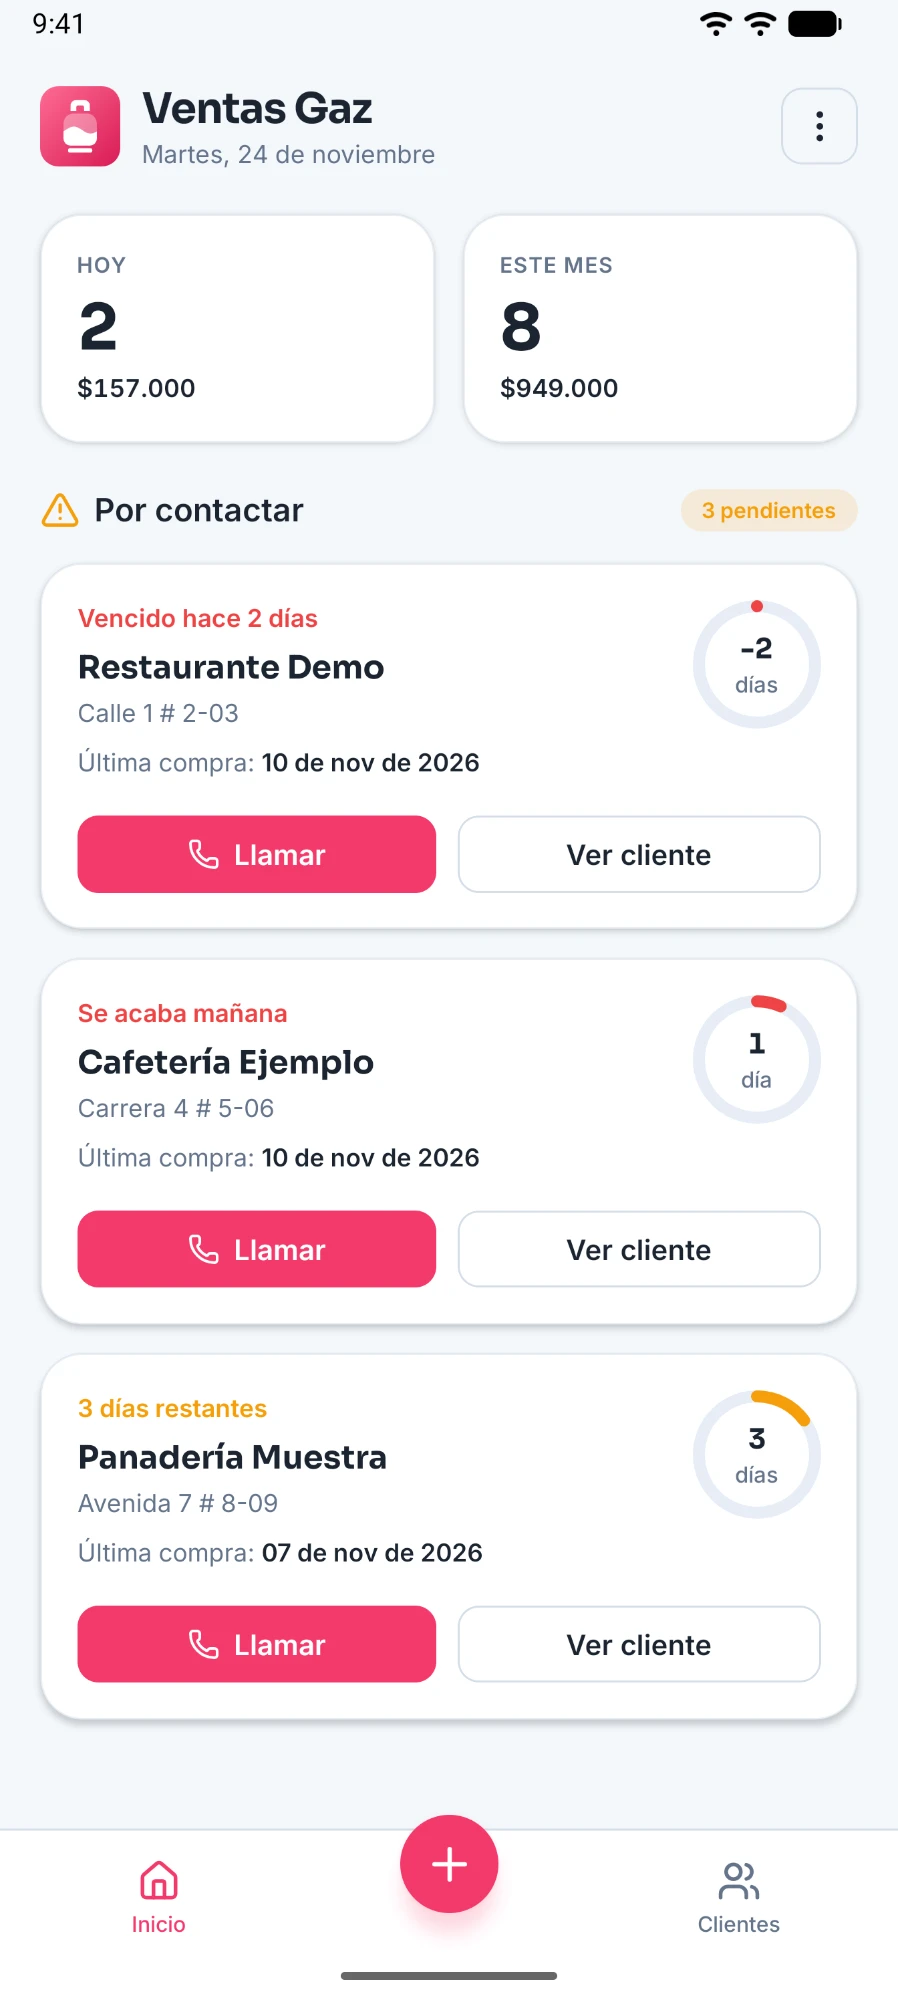 9:41
Ventas Gaz
Martes, 24 de noviembre
HOY
2
$157.000
ESTE MES
8
$949.000
Por contactar
3 pendientes
Vencido hace 2 días
Restaurante Demo
Calle 1 # 2-03
Última compra: 10 de nov de 2026
-2
días
Llamar
Ver cliente
Se acaba mañana
Cafetería Ejemplo
Carrera 4 # 5-06
Última compra: 10 de nov de 2026
1
día
Llamar
Ver cliente
3 días restantes
Panadería Muestra
Avenida 7 # 8-09
Última compra: 07 de nov de 2026
3
días
Llamar
Ver cliente
Inicio
Clientes